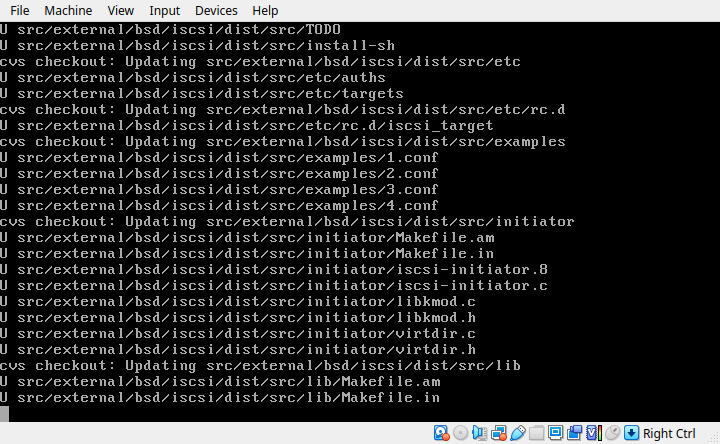 File Machine View Input Devices Help
U src/external/bsd/iscsi/dist/src/TODO
U src/external/bsd/iscsi/dist/src/install-sh
cvs checkout: Updating src/external/bsd/iscsi/dist/src/etc
U src/external/bsd/iscsi/dist/src/etc/auths
U src/external/bsd/iscsi/dist/src/etc/targets
cvs checkout: Updating src/external/bsd/iscsi/dist/src/etc/rc.d
U src/external/bsd/iscsi/dist/src/etc/rc.d/iscsi_target
cvs checkout: Updating src/external/bsd/iscsi/dist/src/examples
U src/external/bsd/iscsi/dist/src/examples/1.conf
U src/external/bsd/iscsi/dist/src/examples/2.conf
U src/external/bsd/iscsi/dist/src/examples/3.conf
U src/external/bsd/iscsi/dist/src/examples/4.conf
cvs checkout: Updating src/external/bsd/iscsi/dist/src/initiator
U src/external/bsd/iscsi/dist/src/initiator/Makefile.am
U src/external/bsd/iscsi/dist/src/initiator/Makefile.in
U src/external/bsd/iscsi/dist/src/initiator/iscsi-initiator.8
U src/external/bsd/iscsi/dist/src/initiator/iscsi-initiator.c
U src/external/bsd/iscsi/dist/src/initiator/libkmod.c
U src/external/bsd/iscsi/dist/src/initiator/libkmod.h
U src/external/bsd/iscsi/dist/src/initiator/virtdir.c
U src/external/bsd/iscsi/dist/src/initiator/virtdir.h
cvs checkout: Updating src/external/bsd/iscsi/dist/src/lib
U src/external/bsd/iscsi/dist/src/lib/Makefile.am
U src/external/bsd/iscsi/dist/src/lib/Makefile.in
Right Ctrl